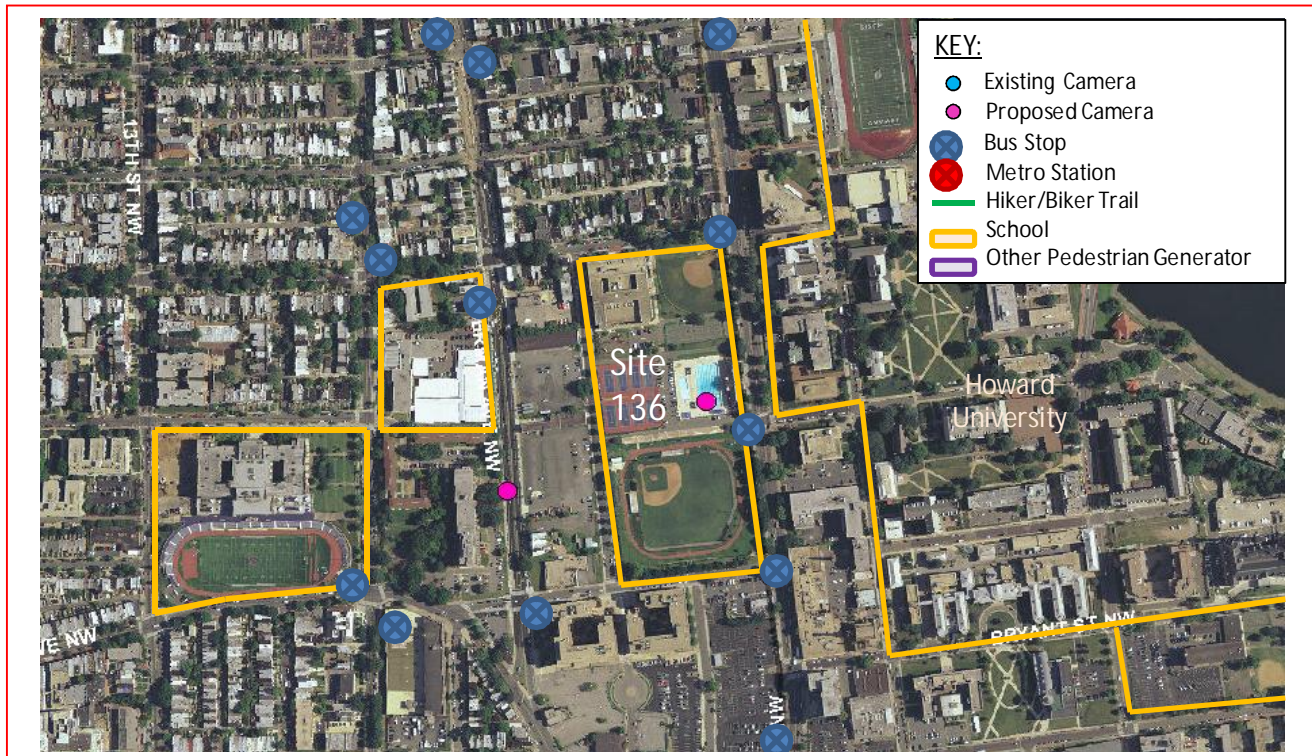 KEY:
Existing Camera
Proposed Camera
Bus Stop
Metro Station
Hiker/Biker Trail
School
Other Pedestrian Generator
13TH ST NW
Site
136
Howard
University
NW
BRYANT ST NW
VE NW